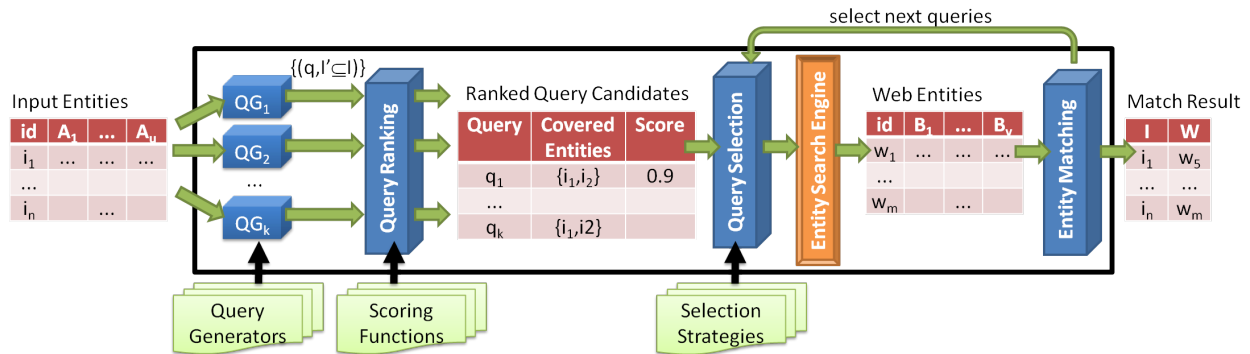 select next queries
{(q,I'⊆I)}
Input Entities
id A₁ ... Aᵤ
i₁ ... ... ...
...
iₙ ...
QG₁
QG₂
...
QGₖ
Query Ranking
Ranked Query Candidates
Query Covered Entities Score
q₁ {i₁,i₂} 0.9
...
qₖ {i₁,i2}
Query Selection
Entity Search Engine
Web Entities
id B₁ ... Bᵥ
w₁ ... ... ...
...
wₘ ...
Entity Matching
Match Result
I W
i₁ w₅
... ...
iₙ wₘ
Query
Generators
Scoring
Functions
Selection
Strategies